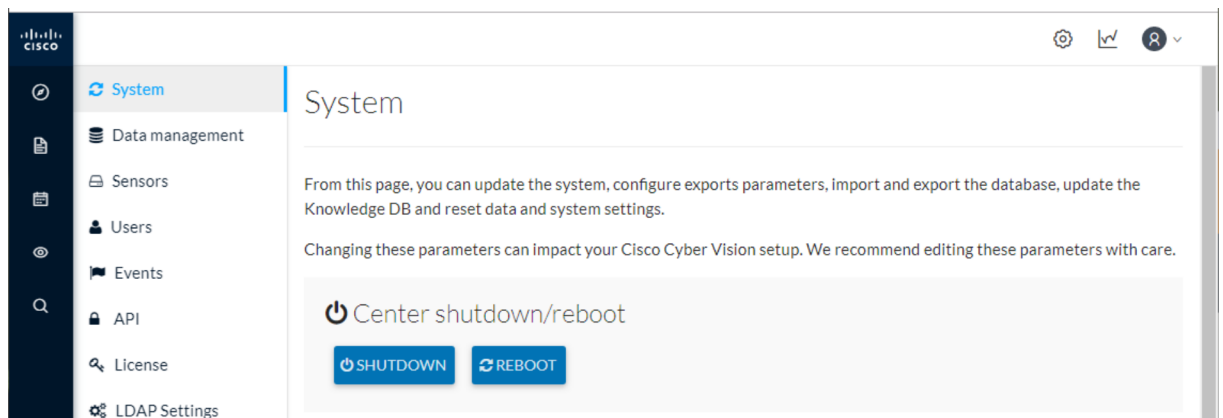 CISCO
System
Data management
Sensors
Users
Events
API
License
LDAP Settings
System
From this page, you can update the system, configure exports parameters, import and export the database, update the
Knowledge DB and reset data and system settings.
Changing these parameters can impact your Cisco Cyber Vision setup. We recommend editing these parameters with care.
Center shutdown/reboot
SHUTDOWN
REBOOT